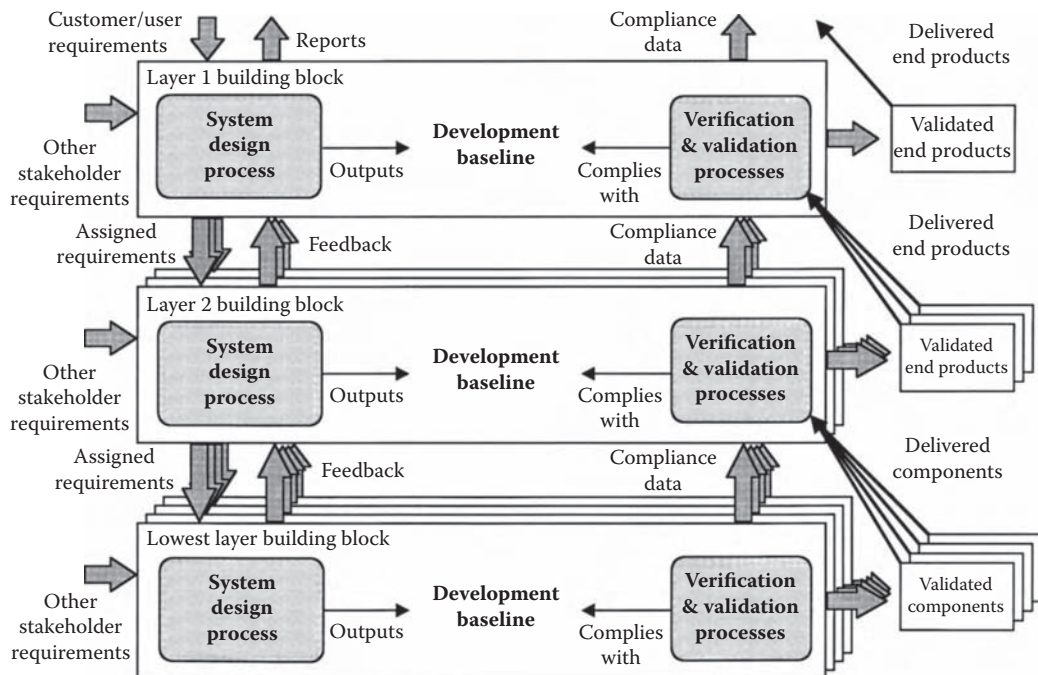 Customer/user
requirements
Reports
Compliance
data
Delivered
end products
Layer 1 building block
Other
stakeholder
requirements
System
design
process
Outputs
Development
baseline
Complies
with
Verification
& validation
processes
Validated
end products
Assigned
requirements
Feedback
Compliance
data
Delivered
end products
Layer 2 building block
Other
stakeholder
requirements
System
design
process
Outputs
Development
baseline
Complies
with
Verification
& validation
processes
Validated
end products
Assigned
requirements
Feedback
Compliance
data
Delivered
components
Lowest layer building block
Other
stakeholder
requirements
System
design
process
Outputs
Development
baseline
Complies
with
Verification
& validation
processes
Validated
components